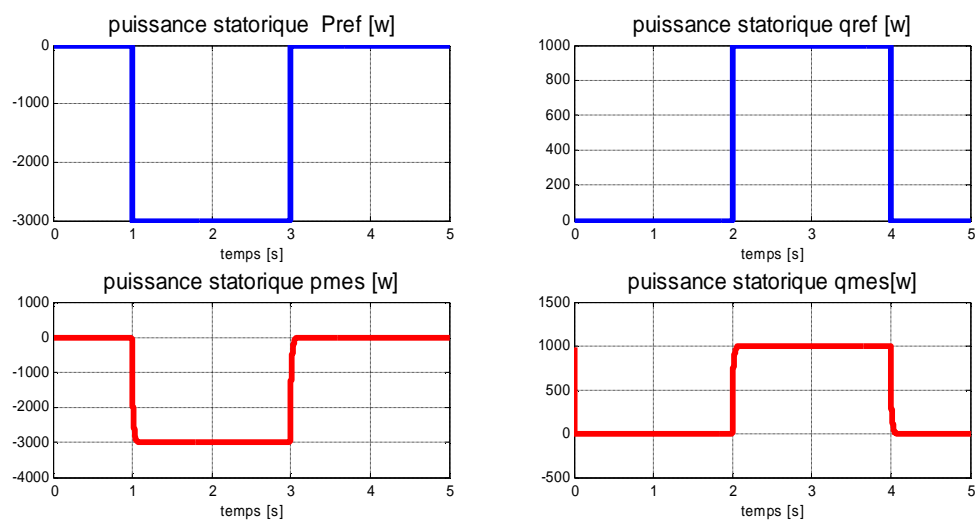 puissance statorique Pref [w]
0
-1000
-2000
-3000
0 1 2 3 4 5
temps [s]
puissance statorique qref [w]
1000
800
600
400
200
0
0 1 2 3 4 5
temps [s]
puissance statorique pmes [w]
1000
0
-1000
-2000
-3000
-4000
0 1 2 3 4 5
temps [s]
puissance statorique qmes[w]
1500
1000
500
0
-500
0 1 2 3 4 5
temps [s]